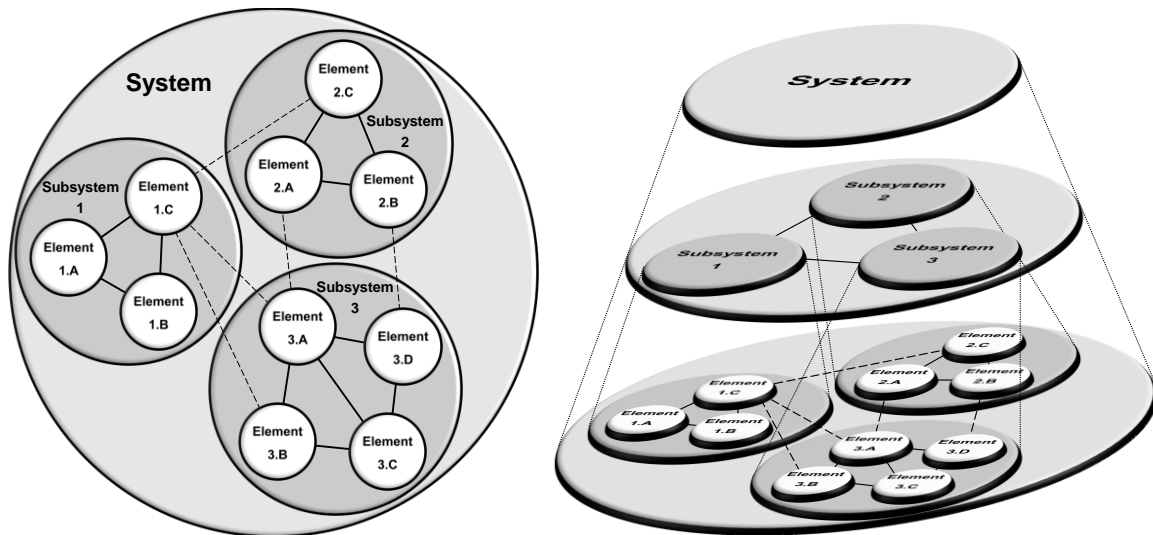 System
Element
2.C
Subsystem
2
Element
2.A
Element
2.B
Subsystem
1
Element
1.C
Element
1.A
Element
1.B
Subsystem
3
Element
3.A
Element
3.D
Element
3.B
Element
3.C
System
Subsystem
2
Subsystem
1
Subsystem
3
Element
2.C
Element
2.A
Element
2.B
Element
1.C
Element
1.A
Element
1.B
Element
3.A
Element
3.D
Element
3.B
Element
3.C